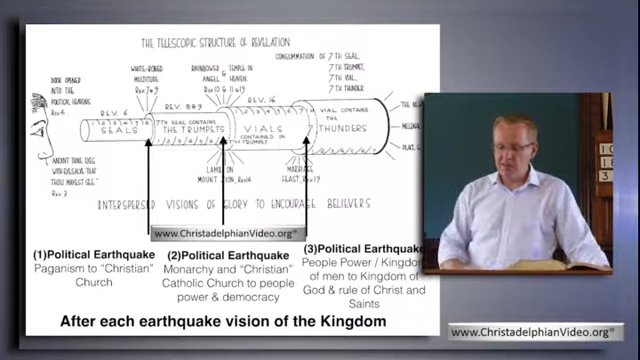 THE TELESCOPIC STRUCTURE OF REVELATION
CONSUMMATION OF 7TH SEAL,
7TH TRUMPET,
7TH VIAL,
7TH THUNDER.
DOOR OPENED
INTO THE
POLITICAL HEAVENS
REV. 4
WHITE-ROBED
MULTITUDE.
REV. 7 & 9
RAINBOWED TEMPLE IN
ANGEL & HEAVEN.
REV. 10 & 11 & 19
REV. 6
SEALS
REV. 8 & 9
7TH SEAL CONTAINS
THE TRUMPETS
REV. 16
VIALS
CONTAINED IN
TRUMPET
VIAL CONTAINS
THE
THUNDERS
"ANOINT THINE EYES
WITH EYESALVE THAT
THOU MAYEST SEE"
REV. 3
LAMB ON
MOUNT ZION, REV. 14
MARRIAGE
FEAST, REV. 19
INTERSPERSED VISIONS OF GLORY TO ENCOURAGE BELIEVERS
www.ChristadelphianVideo.org
(1)Political Earthquake
Paganism to "Christian"
Church
(2)Political Earthquake
Monarchy and "Christian"
Catholic Church to people
power & democracy
(3)Political Earthquake
People Power / Kingdom
of men to Kingdom of
God & rule of Christ and
Saints
After each earthquake vision of the Kingdom
www.ChristadelphianVideo.org